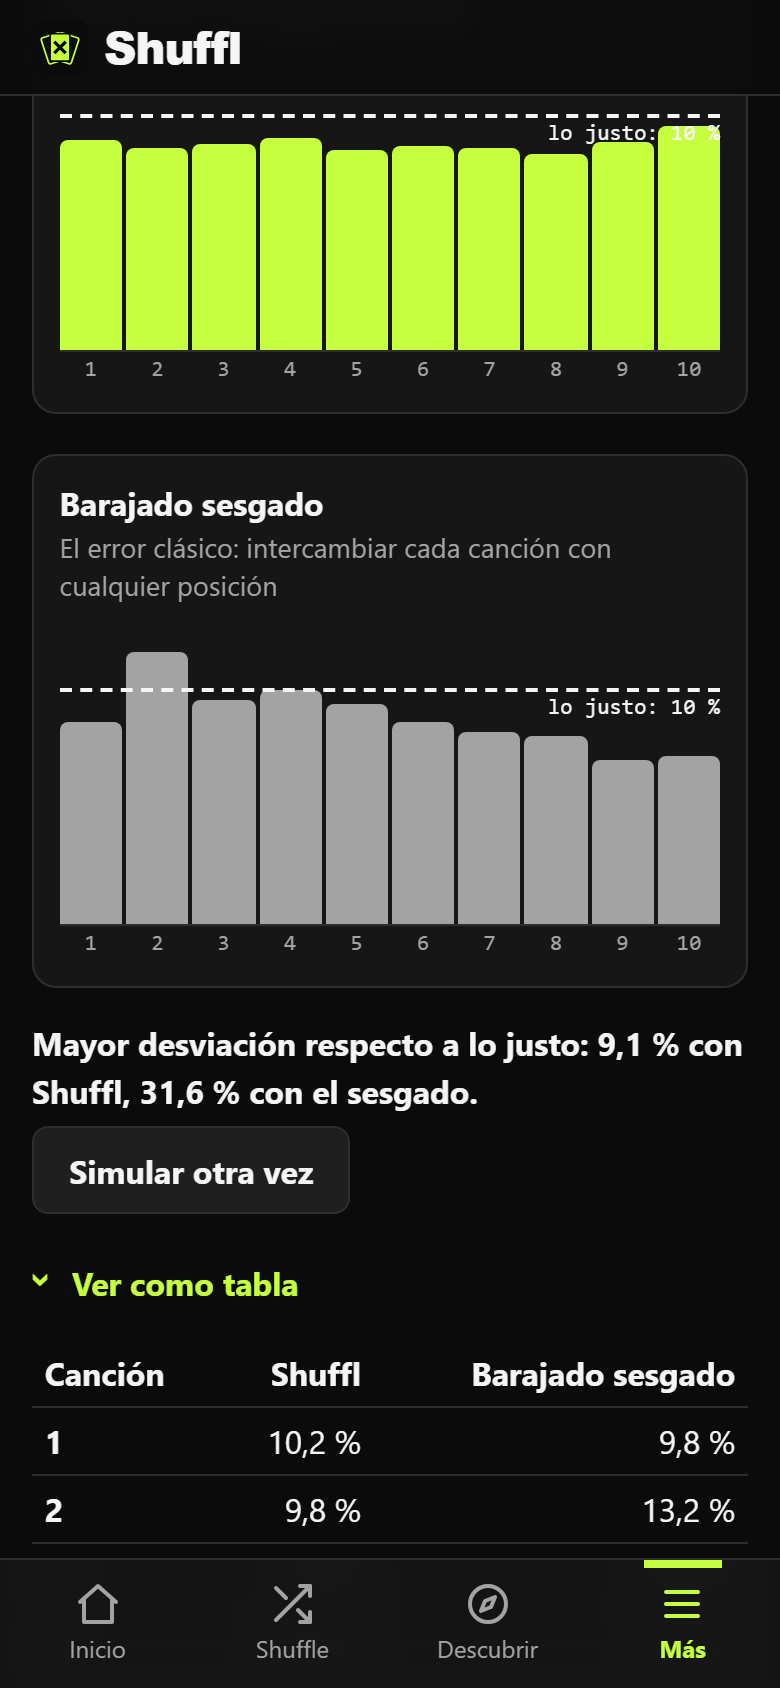 Shuffl
lo justo: 10 %
1 2 3 4 5 6 7 8 9 10
Barajado sesgado
El error clásico: intercambiar cada canción con
cualquier posición
lo justo: 10 %
1 2 3 4 5 6 7 8 9 10
Mayor desviación respecto a lo justo: 9,1 % con
Shuffl, 31,6 % con el sesgado.
Simular otra vez
Ver como tabla
Canción Shuffl Barajado sesgado
1 10,2 % 9,8 %
2 9,8 % 13,2 %
Inicio Shuffle Descubrir Más